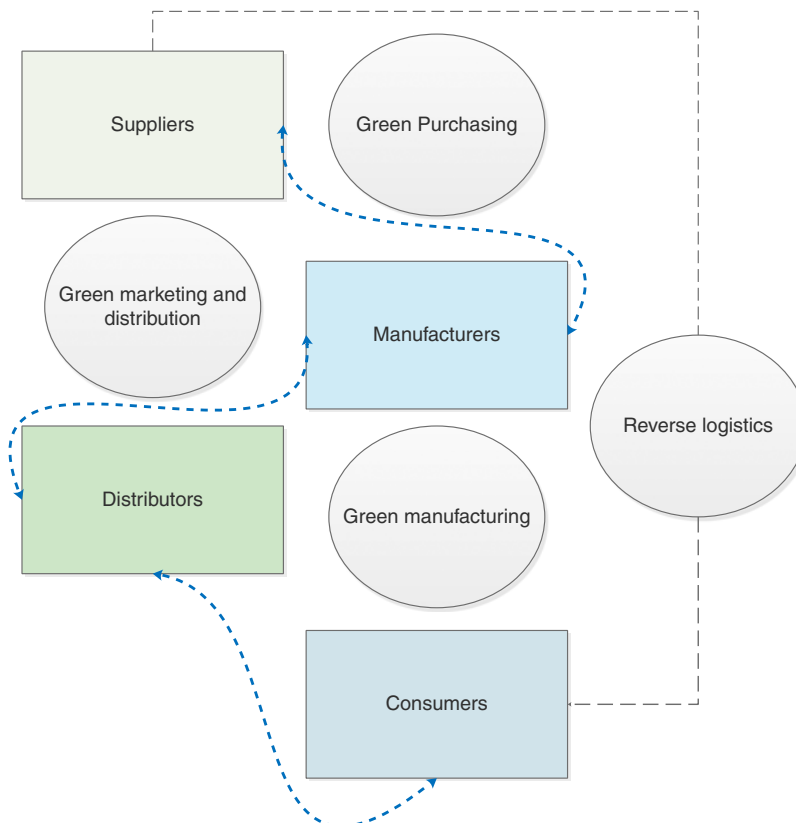 Suppliers
Green Purchasing
Green marketing and
distribution
Manufacturers
Reverse logistics
Distributors
Green manufacturing
Consumers